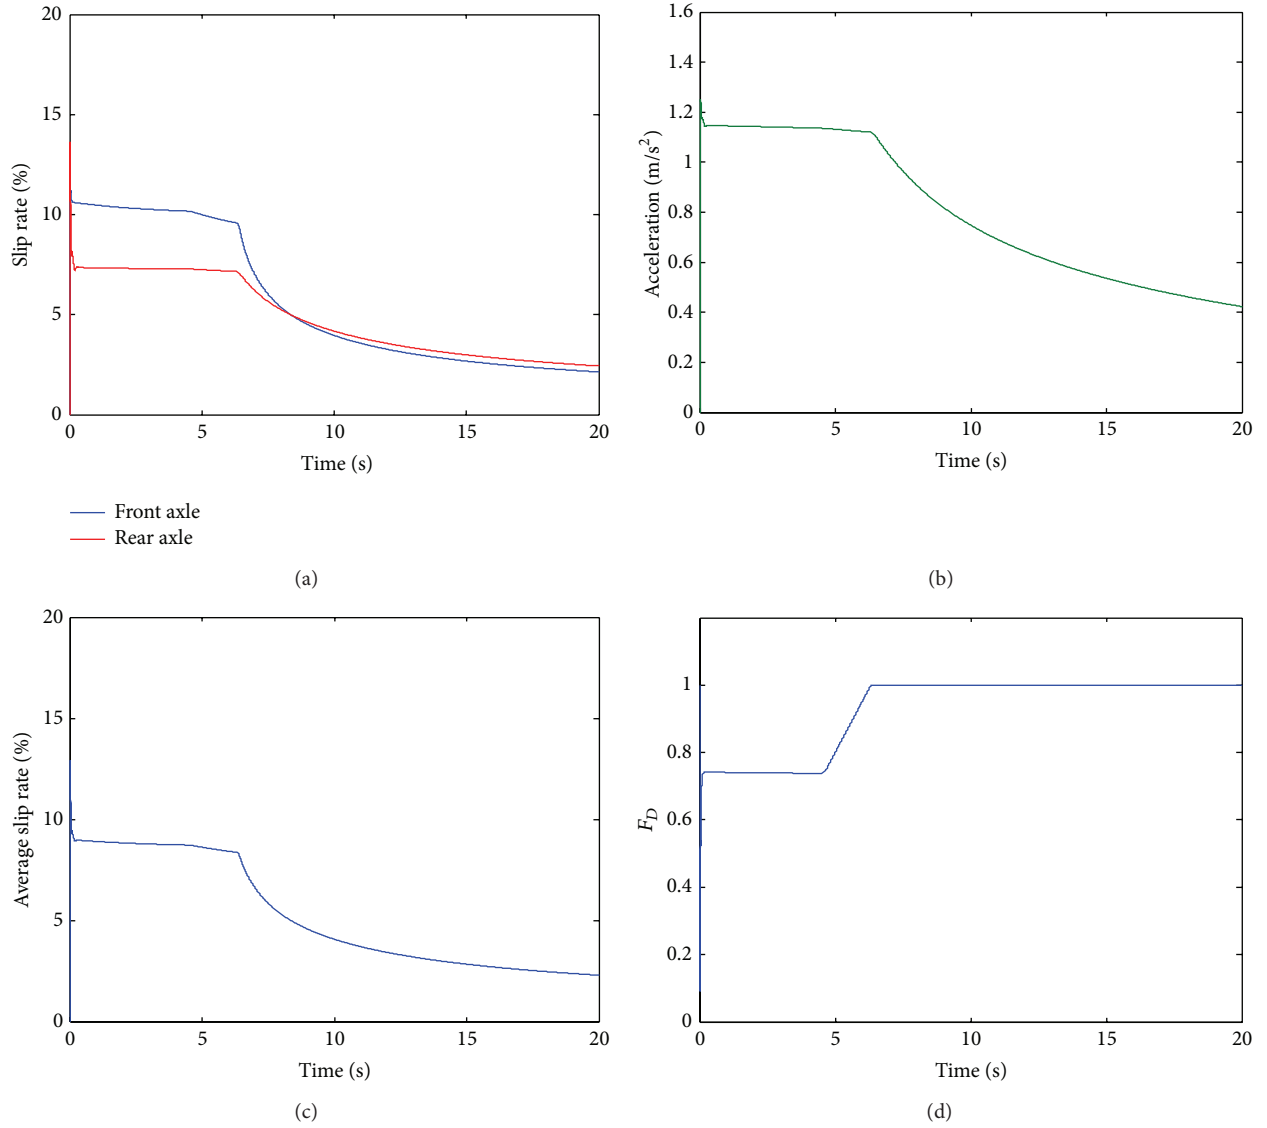 20
15
10
5
0
Slip rate (%)
0 5 10 15 20
Time (s)
Front axle
Rear axle
(a)
1.6
1.4
1.2
1
0.8
0.6
0.4
0.2
0
Acceleration (m/s²)
0 5 10 15 20
Time (s)
(b)
20
15
10
5
0
Average slip rate (%)
0 5 10 15 20
Time (s)
(c)
1
0.8
0.6
0.4
0.2
0
F_D
0 5 10 15 20
Time (s)
(d)